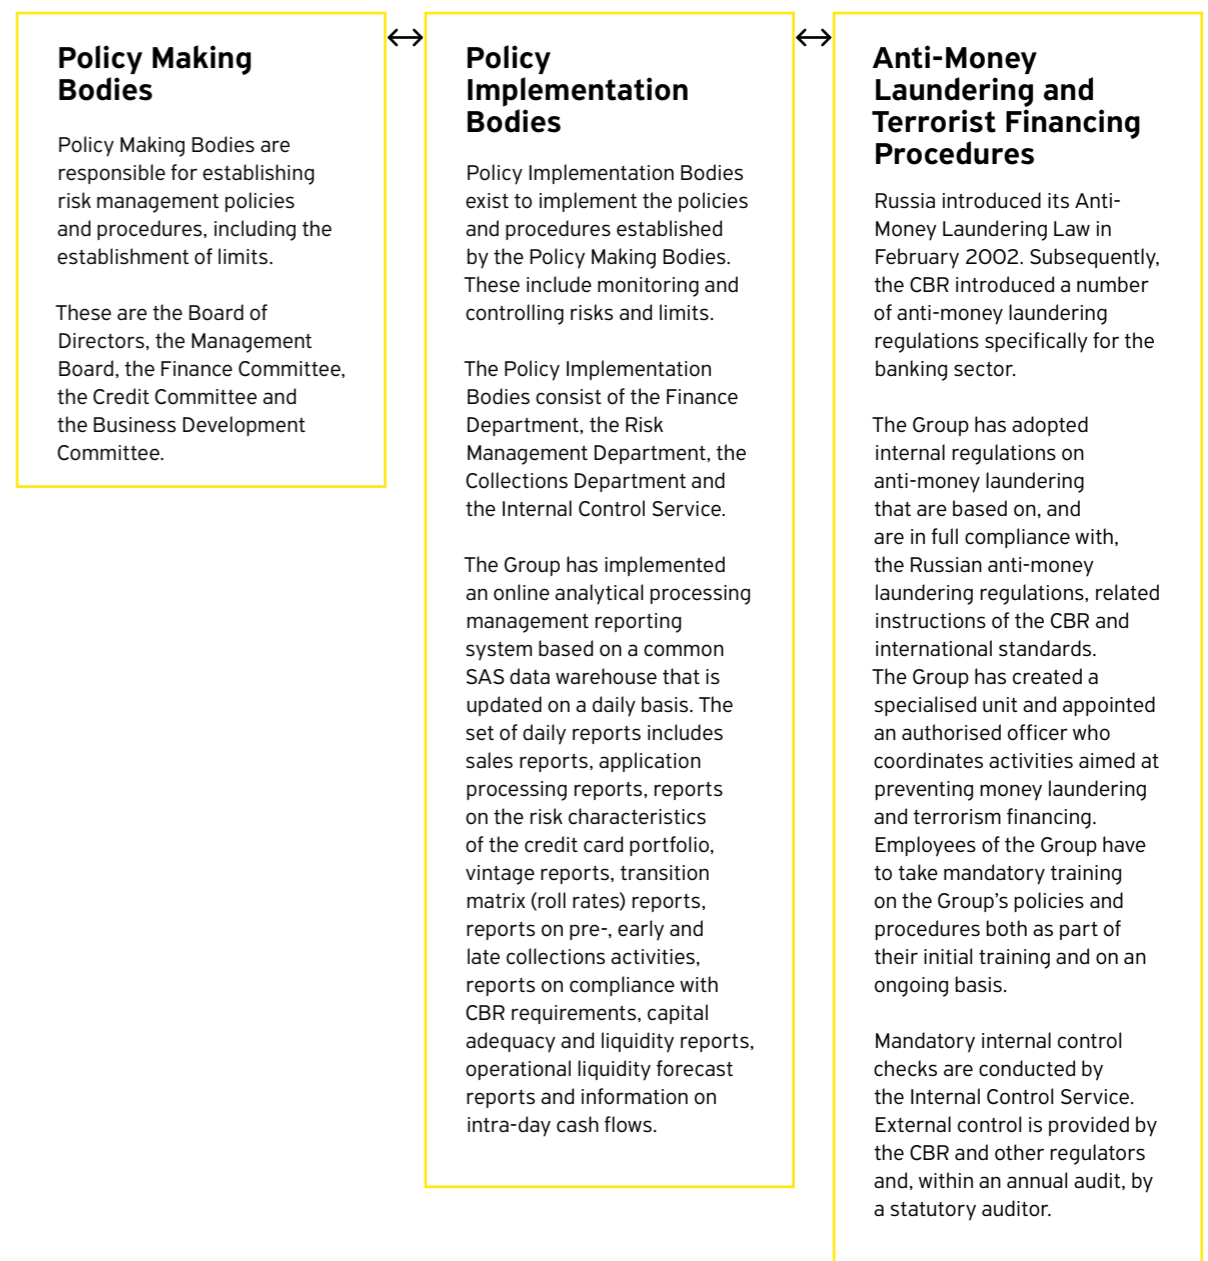 Policy Making
Bodies
Policy Making Bodies are
responsible for establishing
risk management policies
and procedures, including the
establishment of limits.
These are the Board of
Directors, the Management
Board, the Finance Committee,
the Credit Committee and
the Business Development
Committee.
Policy
Implementation
Bodies
Policy Implementation Bodies
exist to implement the policies
and procedures established
by the Policy Making Bodies.
These include monitoring and
controlling risks and limits.
The Policy Implementation
Bodies consist of the Finance
Department, the Risk
Management Department, the
Collections Department and
the Internal Control Service.
The Group has implemented
an online analytical processing
management reporting
system based on a common
SAS data warehouse that is
updated on a daily basis. The
set of daily reports includes
sales reports, application
processing reports, reports
on the risk characteristics
of the credit card portfolio,
vintage reports, transition
matrix (roll rates) reports,
reports on pre-, early and
late collections activities,
reports on compliance with
CBR requirements, capital
adequacy and liquidity reports,
operational liquidity forecast
reports and information on
intra-day cash flows.
Anti-Money
Laundering and
Terrorist Financing
Procedures
Russia introduced its Anti-
Money Laundering Law in
February 2002. Subsequently,
the CBR introduced a number
of anti-money laundering
regulations specifically for the
banking sector.
The Group has adopted
internal regulations on
anti-money laundering
that are based on, and
are in full compliance with,
the Russian anti-money
laundering regulations, related
instructions of the CBR and
international standards.
The Group has created a
specialised unit and appointed
an authorised officer who
coordinates activities aimed at
preventing money laundering
and terrorism financing.
Employees of the Group have
to take mandatory training
on the Group’s policies and
procedures both as part of
their initial training and on an
ongoing basis.
Mandatory internal control
checks are conducted by
the Internal Control Service.
External control is provided by
the CBR and other regulators
and, within an annual audit, by
a statutory auditor.